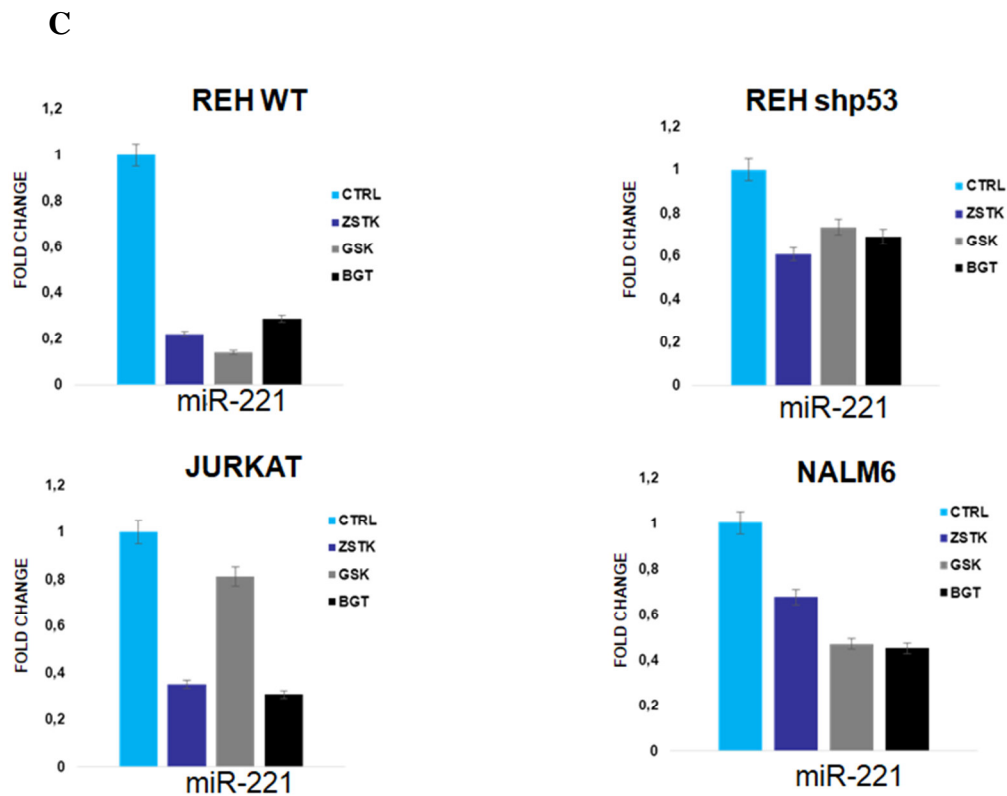 C
REH WT
1,2
1
0,8
0,6
0,4
0,2
0
FOLD CHANGE
CTRL
ZSTK
GSK
BGT
miR-221
REH shp53
1,2
1
0,8
0,6
0,4
0,2
0
FOLD CHANGE
CTRL
ZSTK
GSK
BGT
miR-221
JURKAT
1,2
1
0,8
0,6
0,4
0,2
0
FOLD CHANGE
CTRL
ZSTK
GSK
BGT
miR-221
NALM6
1,2
1
0,8
0,6
0,4
0,2
0
FOLD CHANGE
CTRL
ZSTK
GSK
BGT
miR-221